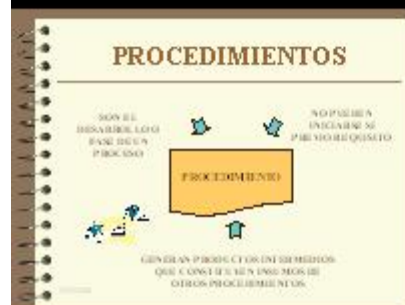 PROCEDIMIENTOS
SON EL
DESARROLLO O
FASE DE UN
PROCESO
NO PUEDEN
INICIARSE SI
PREVIO REQUISITO
PROCEDIMIENTO
GENERAN PRODUCTOS INTERMEDIOS
QUE CONSTITUYEN INSUMOS DE
OTROS PROCEDIMIENTOS